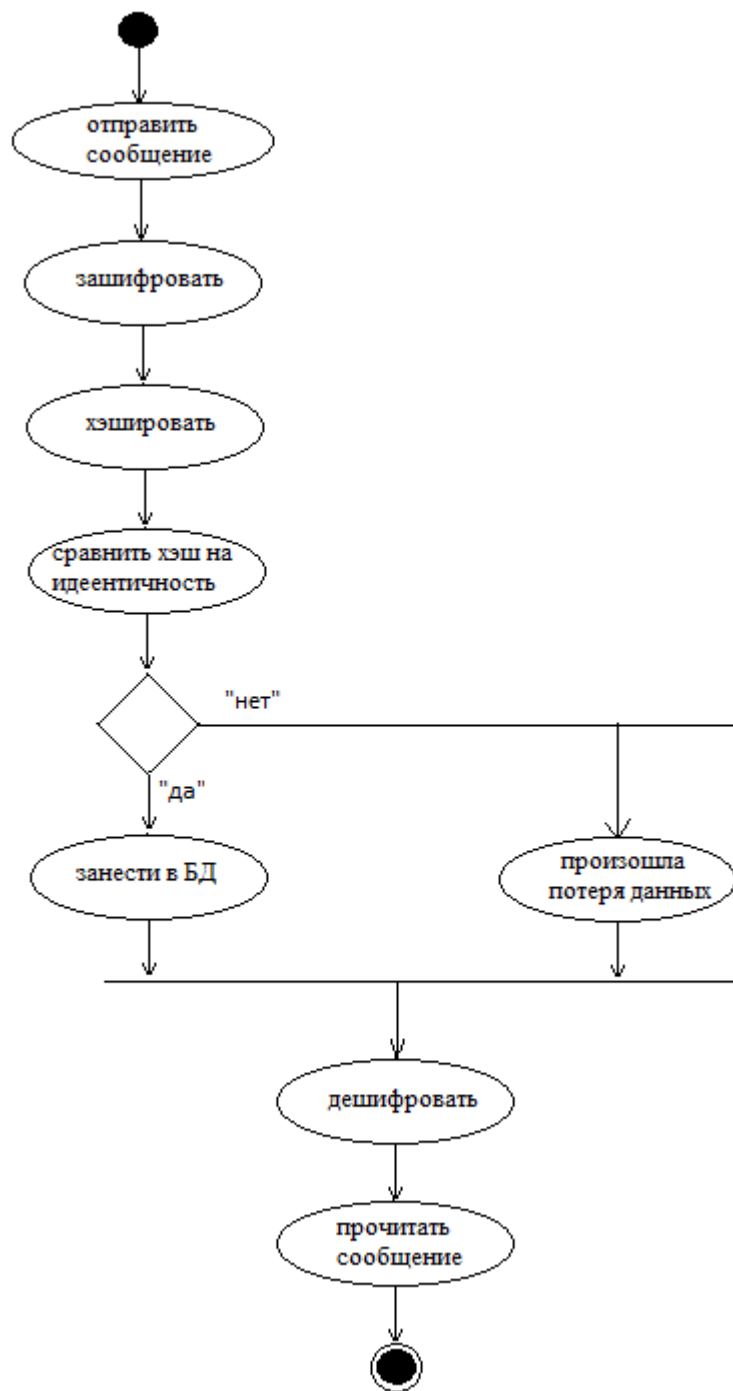 отправить
сообщение
зашифровать
хэшировать
сравнить хэш на
идеентичность
"нет"
"да"
занести в БД
произошла
потеря данных
дешифровать
прочитать
сообщение